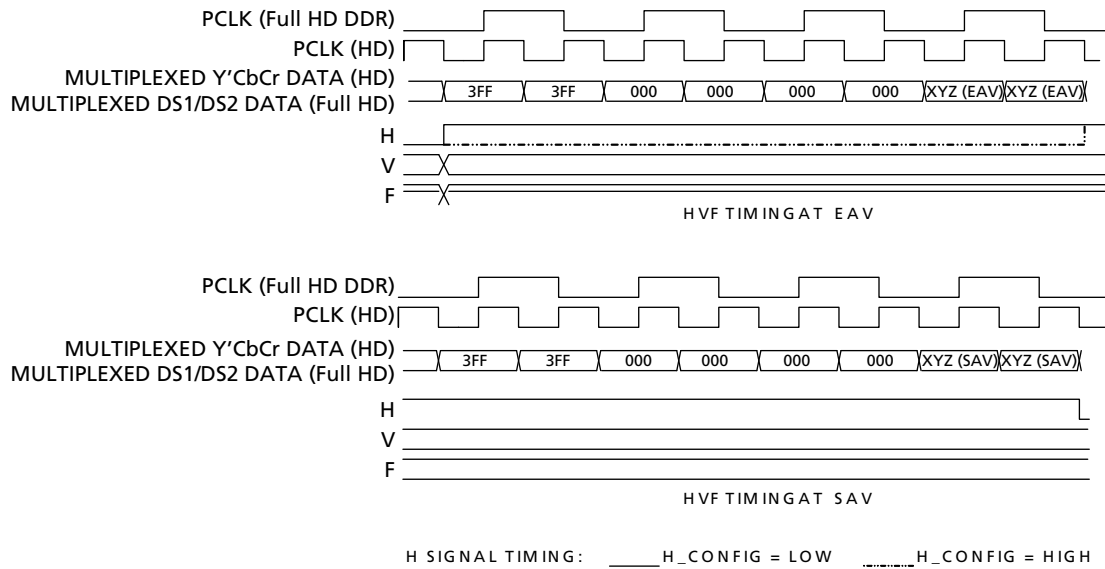 PCLK (Full HD DDR)
PCLK (HD)
MULTIPLEXED Y'CbCr DATA (HD)
MULTIPLEXED DS1/DS2 DATA (Full HD)
3FF 3FF 000 000 000 000 XYZ (EAV) XYZ (EAV)
H
V
F
HVF TIMINGAT EAV
PCLK (Full HD DDR)
PCLK (HD)
MULTIPLEXED Y'CbCr DATA (HD)
MULTIPLEXED DS1/DS2 DATA (Full HD)
3FF 3FF 000 000 000 000 XYZ (SAV) XYZ (SAV)
H
V
F
HVF TIMINGAT SAV
H SIGNAL TIMING: H_CONFIG = LOW H_CONFIG = HIGH